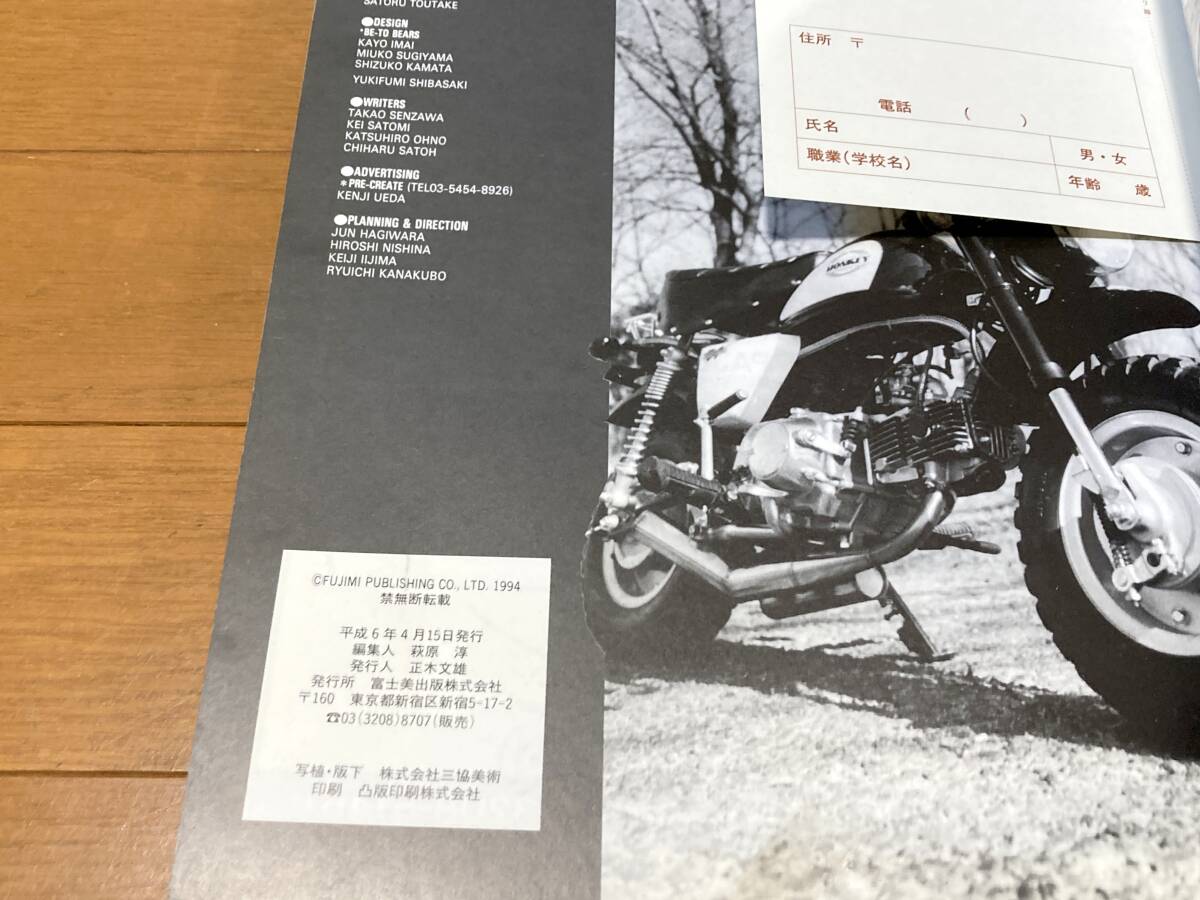 SATORU TOUTAKE
●DESIGN
*BE-TO BEARS
KAYO IMAI
MIUKO SUGIYAMA
SHIZUKO KAMATA
YUKIFUMI SHIBASAKI
●WRITERS
TAKAO SENZAWA
KEI SATOMI
KATSUHIRO OHNO
CHIHARU SATOH
●ADVERTISING
*PRE-CREATE (TEL03-5454-8926)
KENJI UEDA
●PLANNING & DIRECTION
JUN HAGIWARA
HIROSHI NISHINA
KEIJI IIJIMA
RYUICHI KANAKUBO
©FUJIMI PUBLISHING CO., LTD. 1994
禁無断転載
平成6年4月15日発行
編集人 萩原 淳
発行人 正木文雄
発行所 富士美出版株式会社
〒160 東京都新宿区新宿5-17-2
☎03(3208)8707(販売)
写植・版下 株式会社三協美術
印刷 凸版印刷株式会社
住所 〒
電話 ( )
氏名
男・女
職業(学校名)
年齢 歳
MONKEY